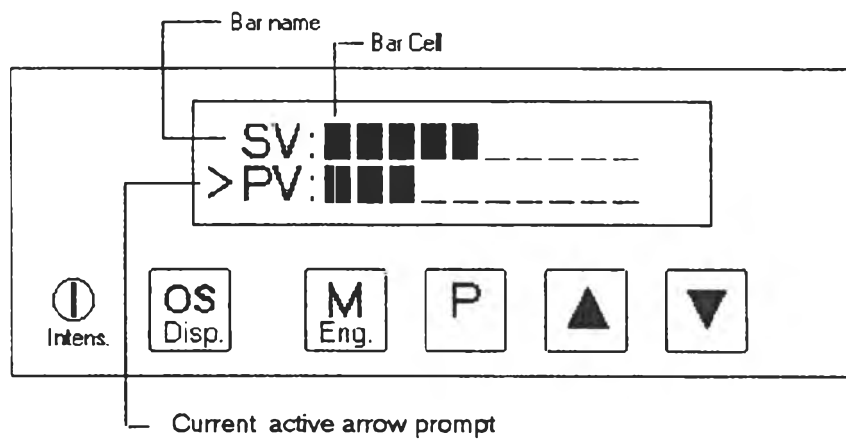 Bar name
Bar Cell
SV:
>PV:
OS
Disp.
M
Eng.
P
Intens.
Current active arrow prompt